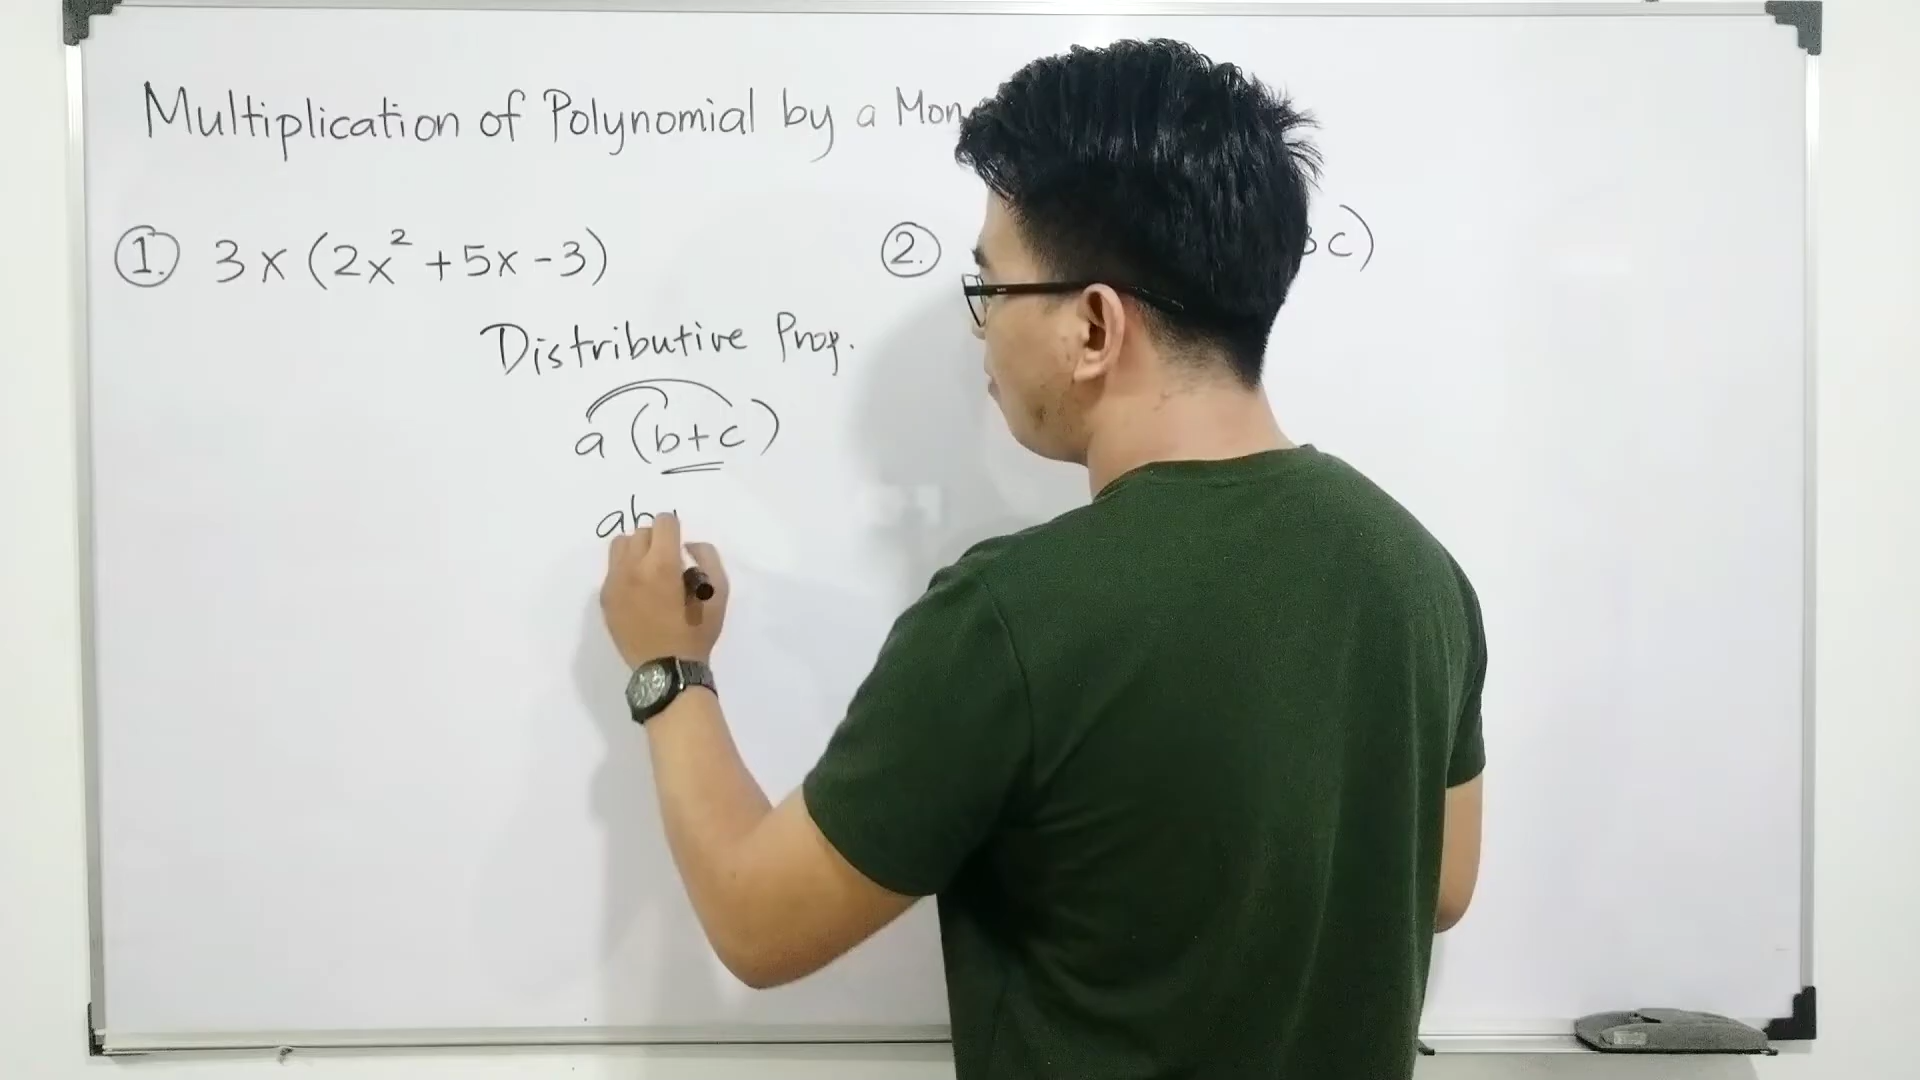 Multiplication of Polynomial by a Mon
① 3x (2x² + 5x - 3)
② c)
Distributive Prop.
a (b+c)
ab